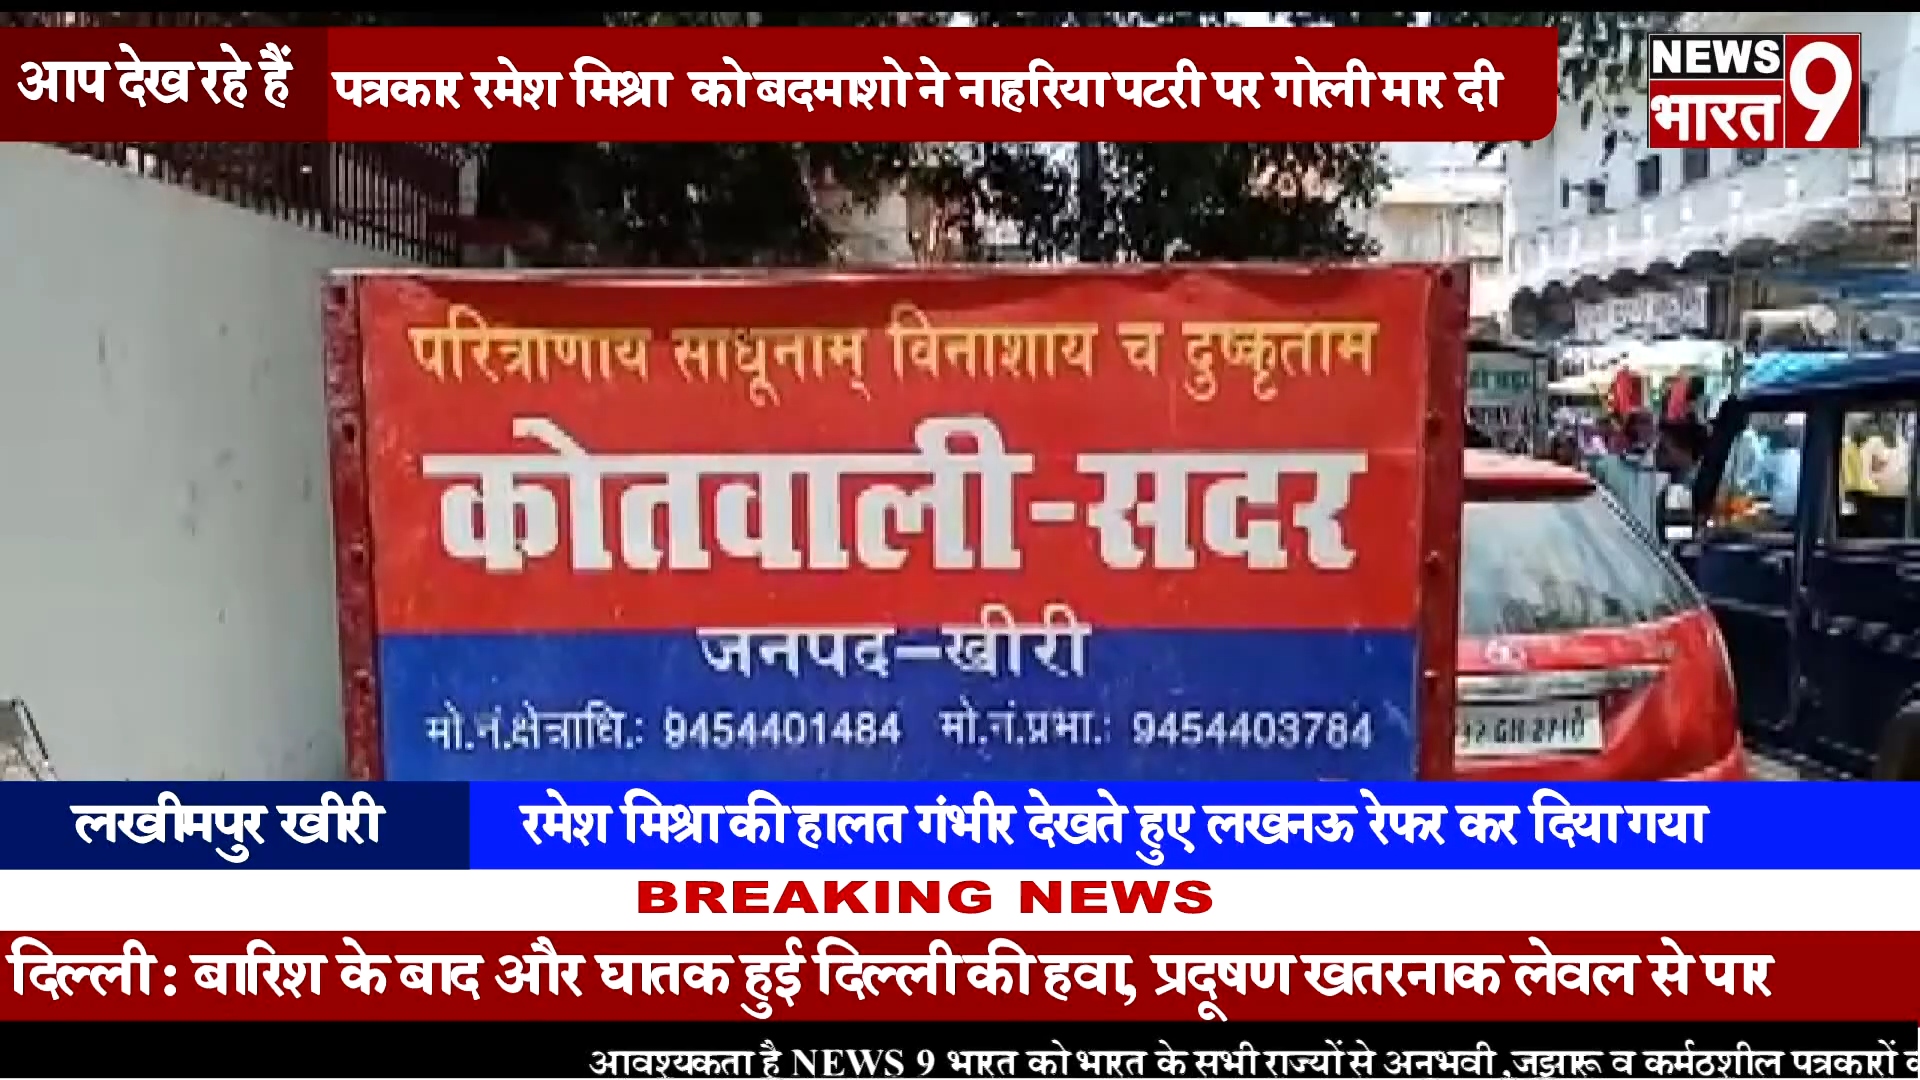 आप देख रहे हैं पत्रकार रमेश मिश्रा को बदमाशो ने नाहरिया पटरी पर गोली मार दी
NEWS 9
भारत
परित्राणाय साधूनाम् विनाशाय च दुष्कृताम
कोतवाली-सदर
जनपद-खीरी
मो.नं.क्षेत्राधि.: 9454401484 मो.नं.प्रभा.: 9454403784
लखीमपुर खीरी रमेश मिश्रा की हालत गंभीर देखते हुए लखनऊ रेफर कर दिया गया
BREAKING NEWS
दिल्ली : बारिश के बाद और घातक हुई दिल्ली की हवा, प्रदूषण खतरनाक लेवल से पार
आवश्यकता है NEWS 9 भारत को भारत के सभी राज्यों से अनभवी ,जुझारू व कर्मठशील पत्रकारों